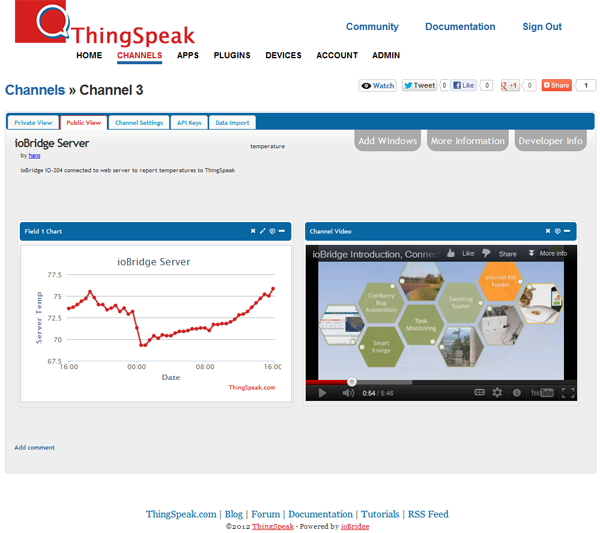 ThingSpeak
Community Documentation Sign Out
HOME CHANNELS APPS PLUGINS DEVICES ACCOUNT ADMIN
Channels » Channel 3
Watch Tweet 0 Like 0 +1 0 Share 1
Private View Public View Channel Settings API Keys Data Import
ioBridge Server
temperature
Add Windows More Information Developer Info
by hans
ioBridge IO-204 connected to web server to report temperatures to ThingSpeak
Field 1 Chart
ioBridge Server
Server Temp
77.5
75
72.5
70
67.5
16:00 00:00 08:00 16:00
Date
ThingSpeak.com
Channel Video
ioBridge Introduction, Connec
Like Share More info
Internet Pet
Feeder
Cranberry
Bog
Automation
Tweeting
Toaster
Tank
Monitoring
Smart
Energy
0:54 / 5:46
CC
YouTube
Add comment
ThingSpeak.com | Blog | Forum | Documentation | Tutorials | RSS Feed
©2012 ThingSpeak - Powered by ioBridge